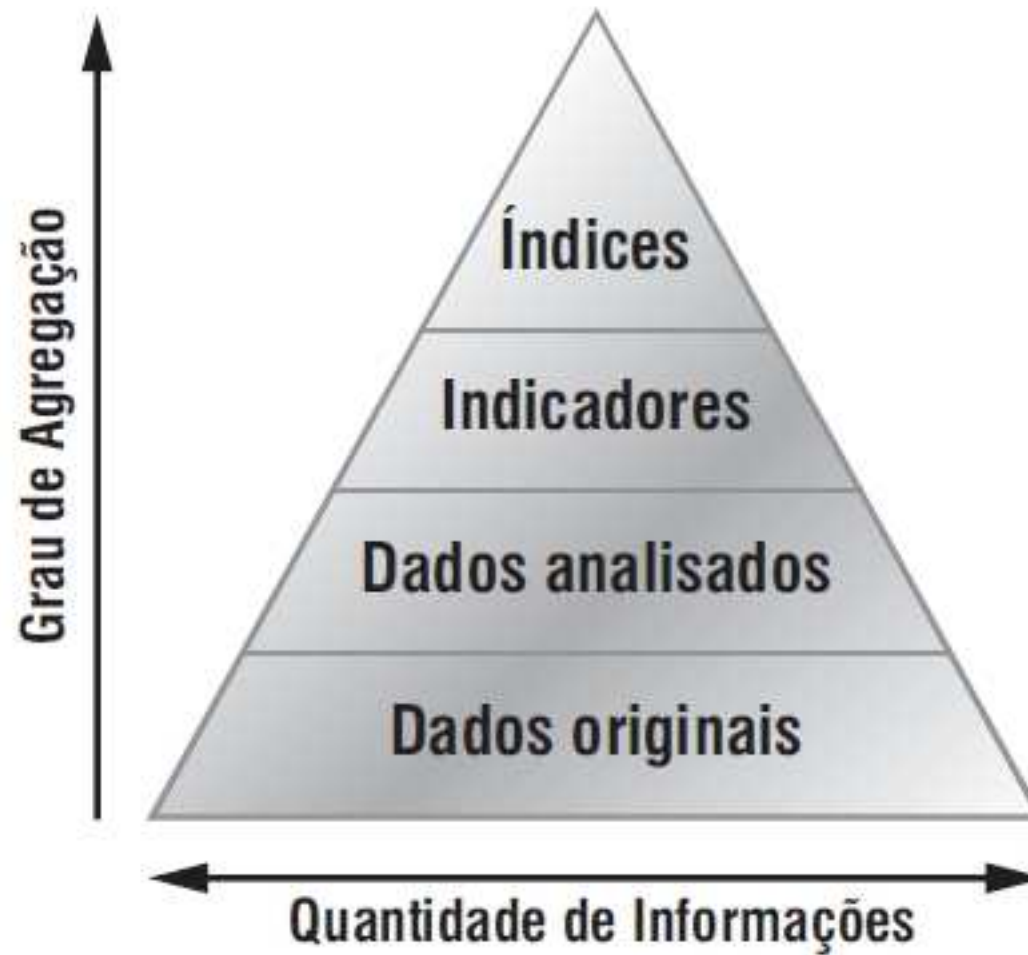 Grau de Agregação
Índices
Indicadores
Dados analisados
Dados originais
Quantidade de Informações